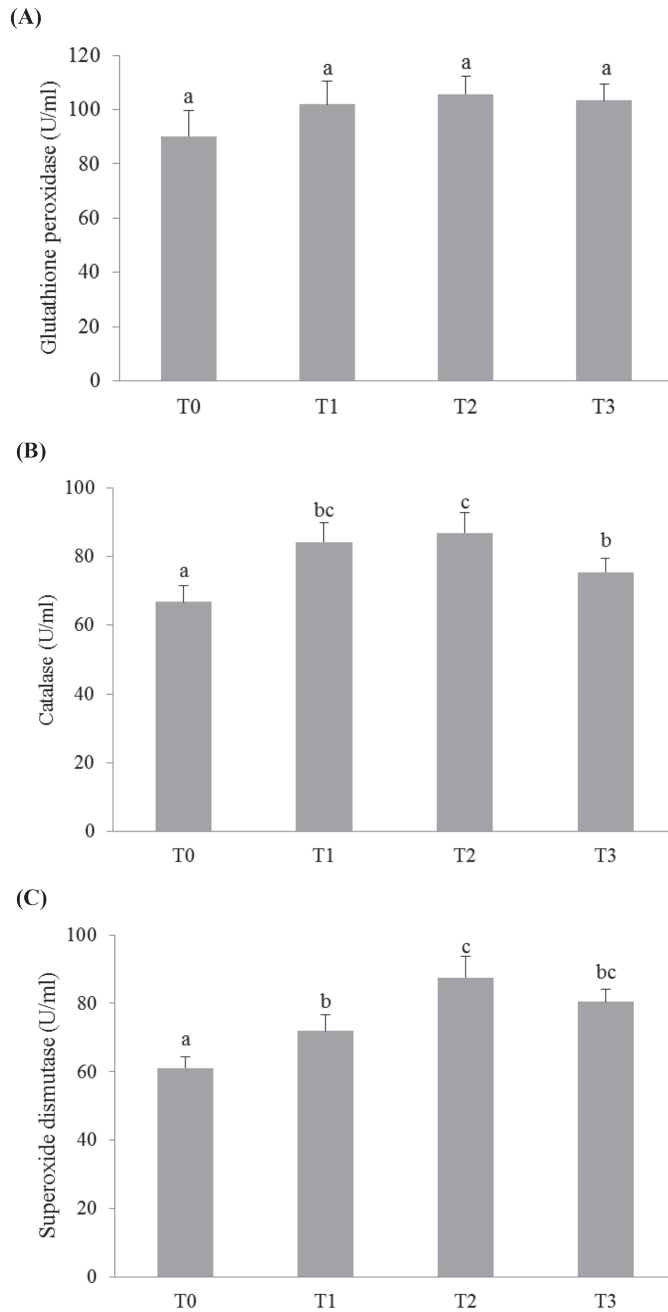 (A)
Glutathione peroxidase (U/ml)
120
100
80
60
40
20
0
a
a
a
a
T0 T1 T2 T3
(B)
Catalase (U/ml)
100
80
60
40
20
0
a
bc
c
b
T0 T1 T2 T3
(C)
Superoxide dismutase (U/ml)
100
80
60
40
20
0
a
b
c
bc
T0 T1 T2 T3